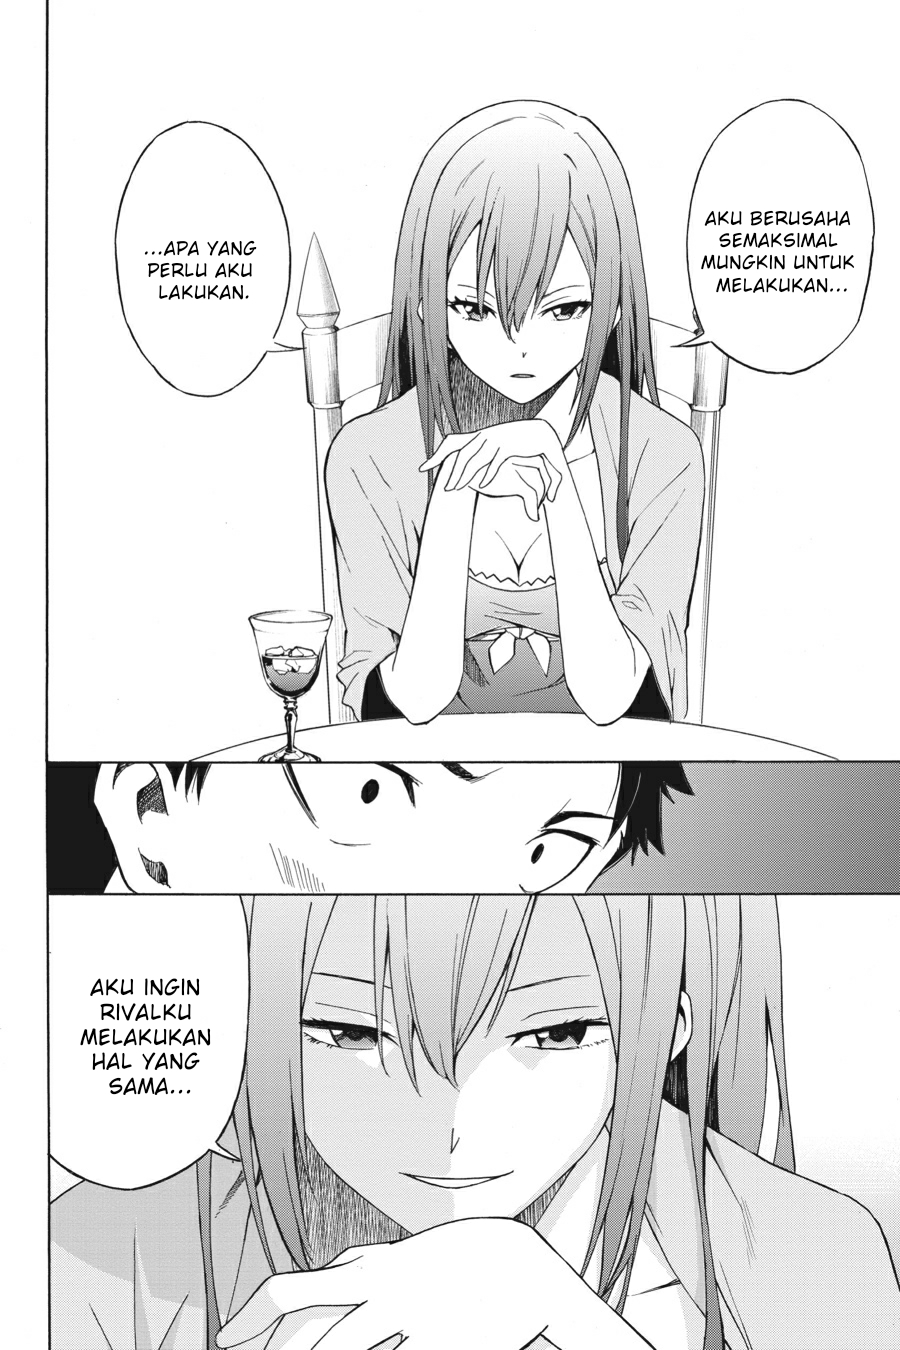 AKU BERUSAHA
SEMAKSIMAL
MUNGKIN UNTUK
MELAKUKAN...
...APA YANG
PERLU AKU
LAKUKAN.
AKU INGIN
RIVALKU
MELAKUKAN
HAL YANG
SAMA...